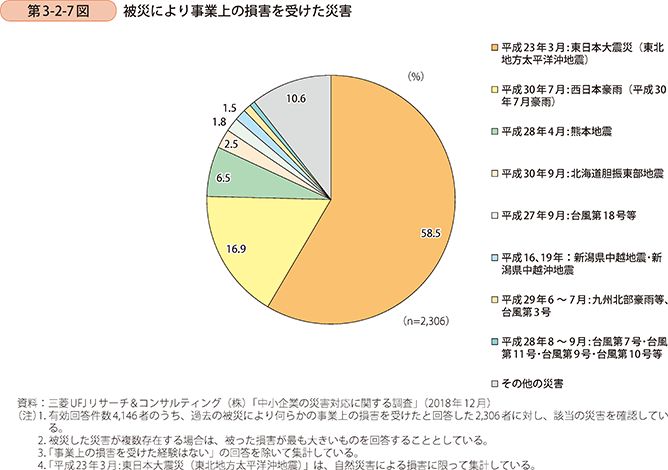 第3-2-7図 被災により事業上の損害を受けた災害
(%)
10.6
1.5
1.8
2.5
6.5
16.9
58.5
(n=2,306)
平成23年3月:東日本大震災(東北
地方太平洋沖地震)
平成30年7月:西日本豪雨(平成30
年7月豪雨)
平成28年4月:熊本地震
平成30年9月:北海道胆振東部地震
平成27年9月:台風第18号等
平成16、19年:新潟県中越地震・新
潟県中越沖地震
平成29年6~7月:九州北部豪雨等、
台風第3号
平成28年8~9月:台風第7号・台風
第11号・台風第9号・台風第10号等
その他の災害
資料:三菱UFJリサーチ&コンサルティング(株)「中小企業の災害対応に関する調査」(2018年12月)
(注)1. 有効回答件数4,146者のうち、過去の被災により何らかの事業上の損害を受けたと回答した2,306者に対し、該当の災害を確認してい
る。
2. 被災した災害が複数存在する場合は、被った損害が最も大きいものを回答することとしている。
3.「事業上の損害を受けた経験はない」の回答を除いて集計している。
4.「平成23年3月:東日本大震災(東北地方太平洋沖地震)」は、自然災害による損害に限って集計している。